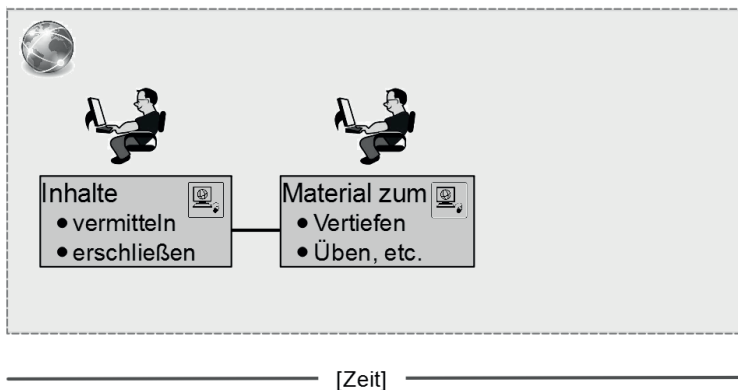 Inhalte
• vermitteln
• erschließen
Material zum
• Vertiefen
• Üben, etc.
[Zeit]